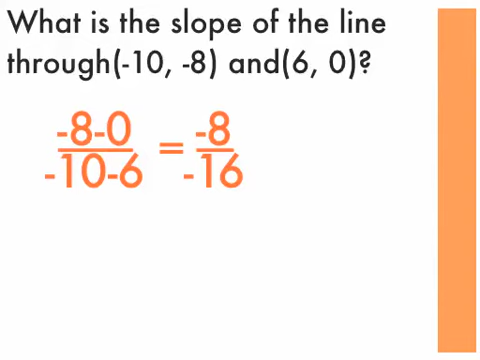 What is the slope of the line
through(-10, -8) and(6, 0)?
-8-0 = -8
-10-6 -16